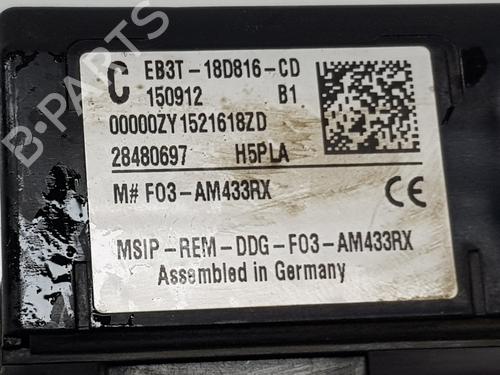 C EB3T-18D816-CD
150912 B1
00000ZY1521618ZD
28480697 H5PLA
M# F03-AM433RX
CE
MSIP-REM-DDG-F03-AM433RX
Assembled in Germany
B-PARTS